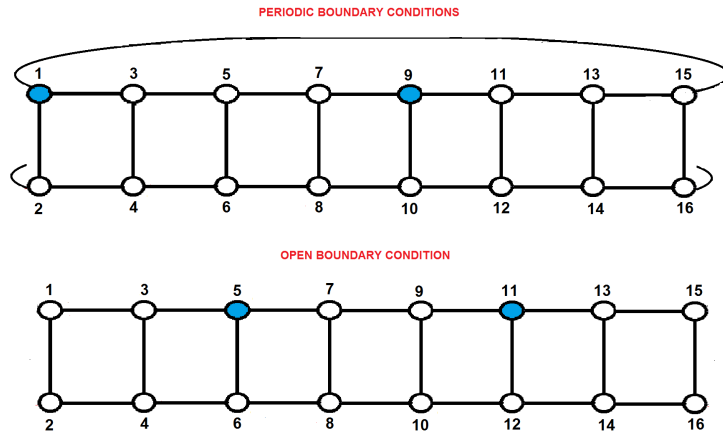 PERIODIC BOUNDARY CONDITIONS
1 3 5 7 9 11 13 15
2 4 6 8 10 12 14 16
OPEN BOUNDARY CONDITION
1 3 5 7 9 11 13 15
2 4 6 8 10 12 14 16